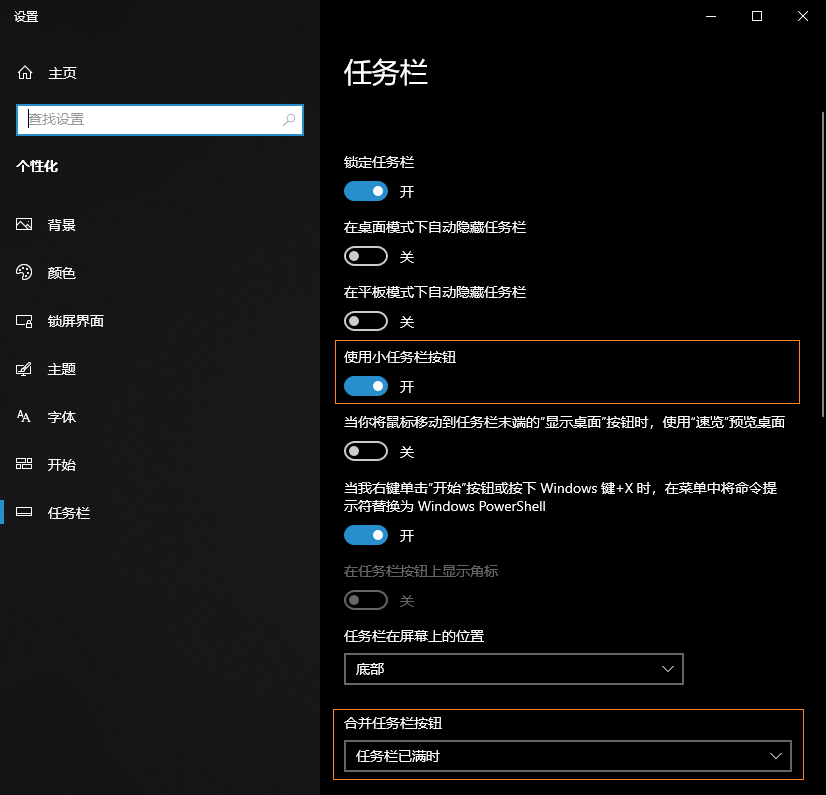 设置
主页
查找设置
个性化
背景
颜色
锁屏界面
主题
字体
开始
任务栏
任务栏
锁定任务栏
开
在桌面模式下自动隐藏任务栏
关
在平板模式下自动隐藏任务栏
关
使用小任务栏按钮
开
当你将鼠标移动到任务栏末端的"显示桌面"按钮时，使用"速览"预览桌面
关
当我右键单击"开始"按钮或按下 Windows 键+X 时，在菜单中将命令提
示符替换为 Windows PowerShell
开
在任务栏按钮上显示角标
关
任务栏在屏幕上的位置
底部
合并任务栏按钮
任务栏已满时